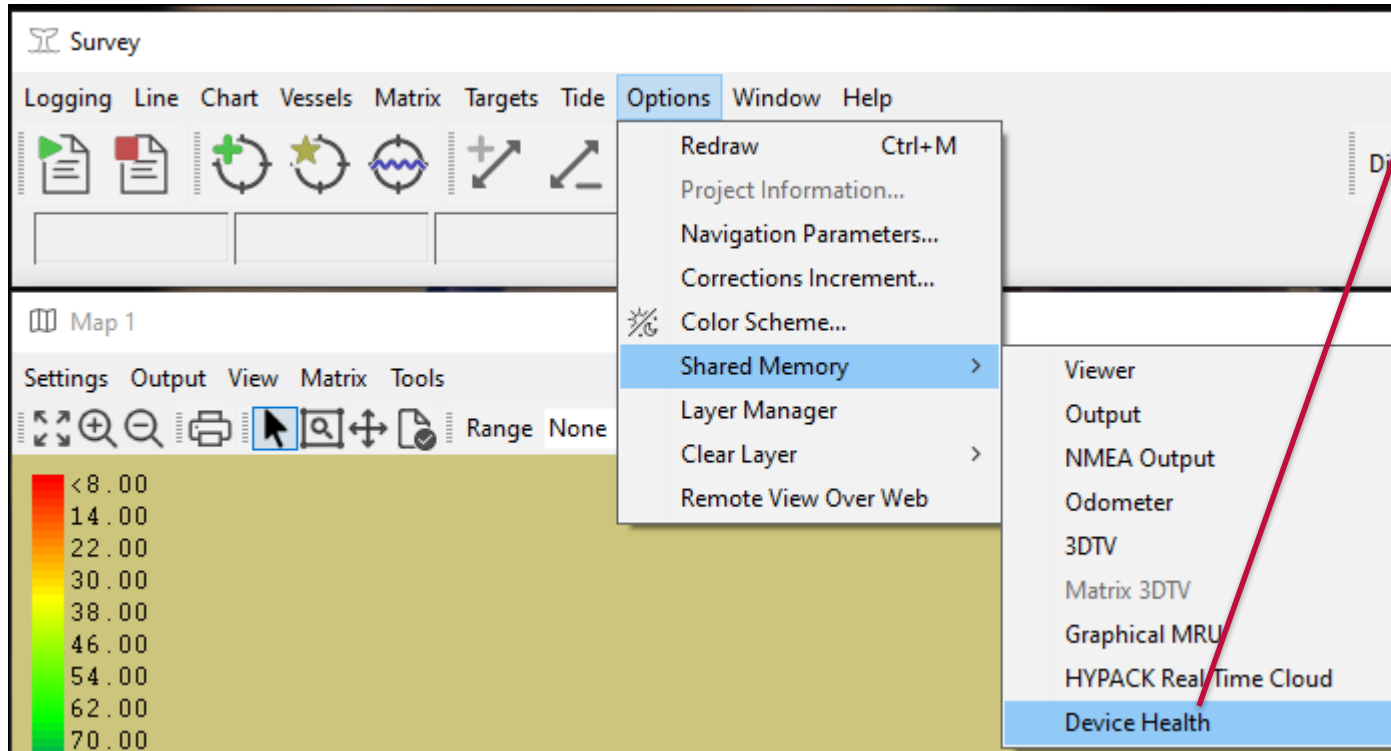 Survey
Logging Line Chart Vessels Matrix Targets Tide Options Window Help
Redraw Ctrl+M
Project Information...
Navigation Parameters...
Corrections Increment...
Color Scheme...
Shared Memory >
Layer Manager
Clear Layer >
Remote View Over Web
Viewer
Output
NMEA Output
Odometer
3DTV
Matrix 3DTV
Graphical MRU
HYPACK Real Time Cloud
Device Health
Map 1
Settings Output View Matrix Tools
Range None
<8.00
14.00
22.00
30.00
38.00
46.00
54.00
62.00
70.00